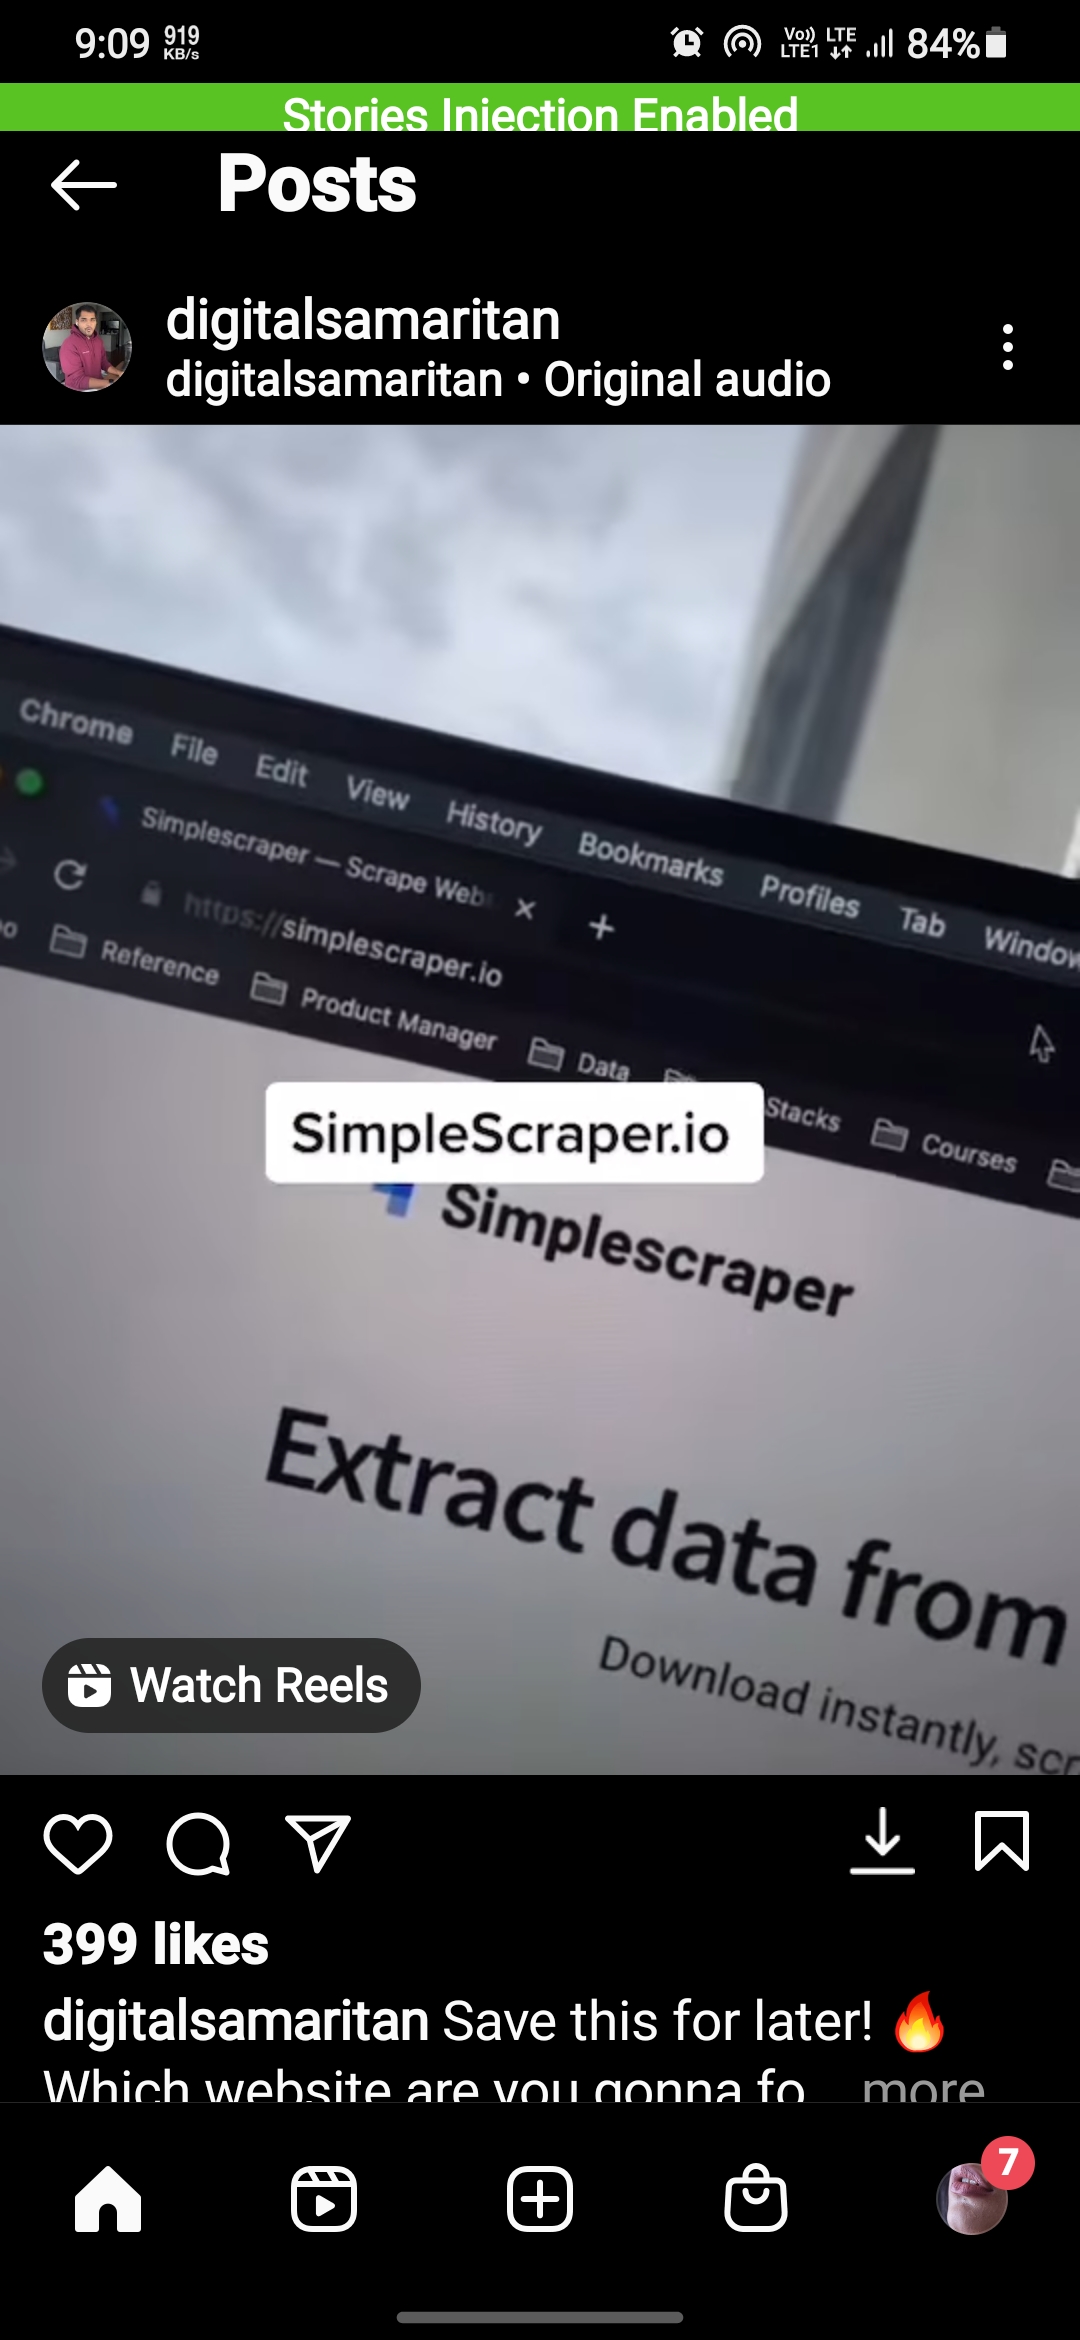 9:09 919 KB/s Vo)) LTE LTE1 84%
Stories Injection Enabled
Posts
digitalsamaritan
digitalsamaritan • Original audio
Chrome File Edit View History Bookmarks Profiles Tab Window
Simplescraper — Scrape Web
https://simplescraper.io
Reference Product Manager Data Stacks Courses
SimpleScraper.io
Simplescraper
Extract data from
Download instantly, scr
Watch Reels
399 likes
digitalsamaritan Save this for later! 🔥
Which website are you gonna fo... more
7